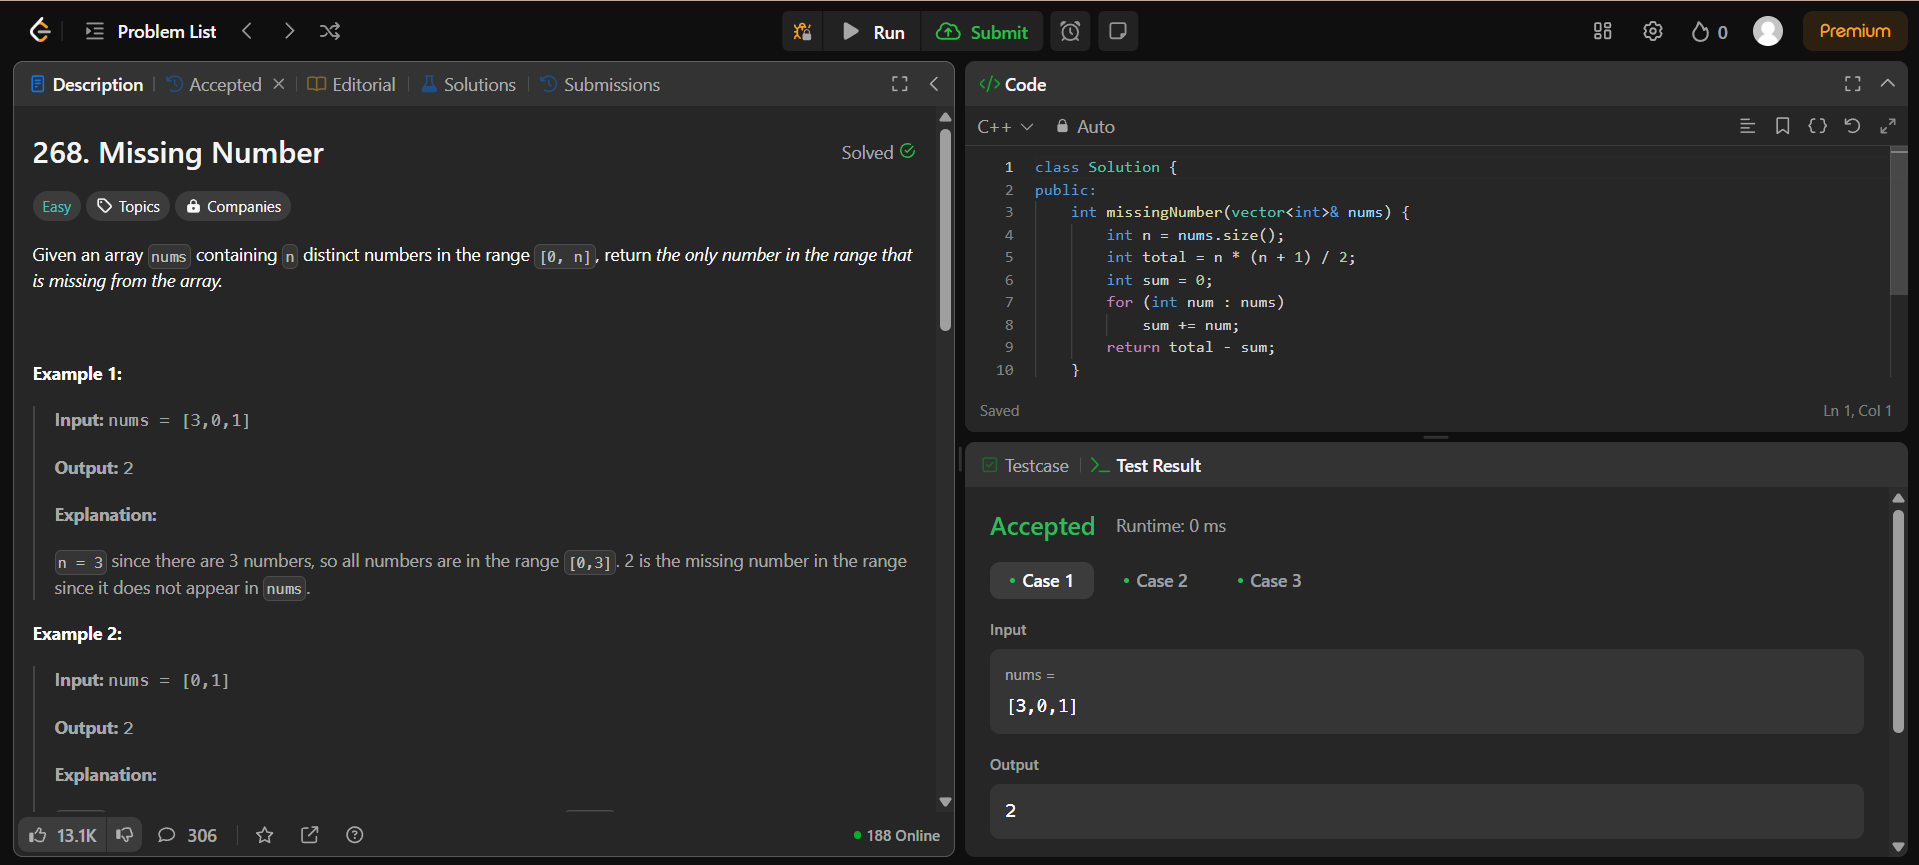 Problem List
Run
Submit
0
Premium
Description
Accepted
Editorial
Solutions
Submissions
268. Missing Number
Solved
Easy
Topics
Companies
Given an array nums containing n distinct numbers in the range [0, n], return the only number in the range that
is missing from the array.
Example 1:
Input: nums = [3,0,1]
Output: 2
Explanation:
n = 3 since there are 3 numbers, so all numbers are in the range [0,3]. 2 is the missing number in the range
since it does not appear in nums.
Example 2:
Input: nums = [0,1]
Output: 2
Explanation:
13.1K
306
188 Online
</> Code
C++
Auto
1 class Solution {
2 public:
3     int missingNumber(vector<int>& nums) {
4         int n = nums.size();
5         int total = n * (n + 1) / 2;
6         int sum = 0;
7         for (int num : nums)
8             sum += num;
9         return total - sum;
10     }
Saved
Ln 1, Col 1
Testcase
Test Result
Accepted
Runtime: 0 ms
Case 1
Case 2
Case 3
Input
nums =
[3,0,1]
Output
2